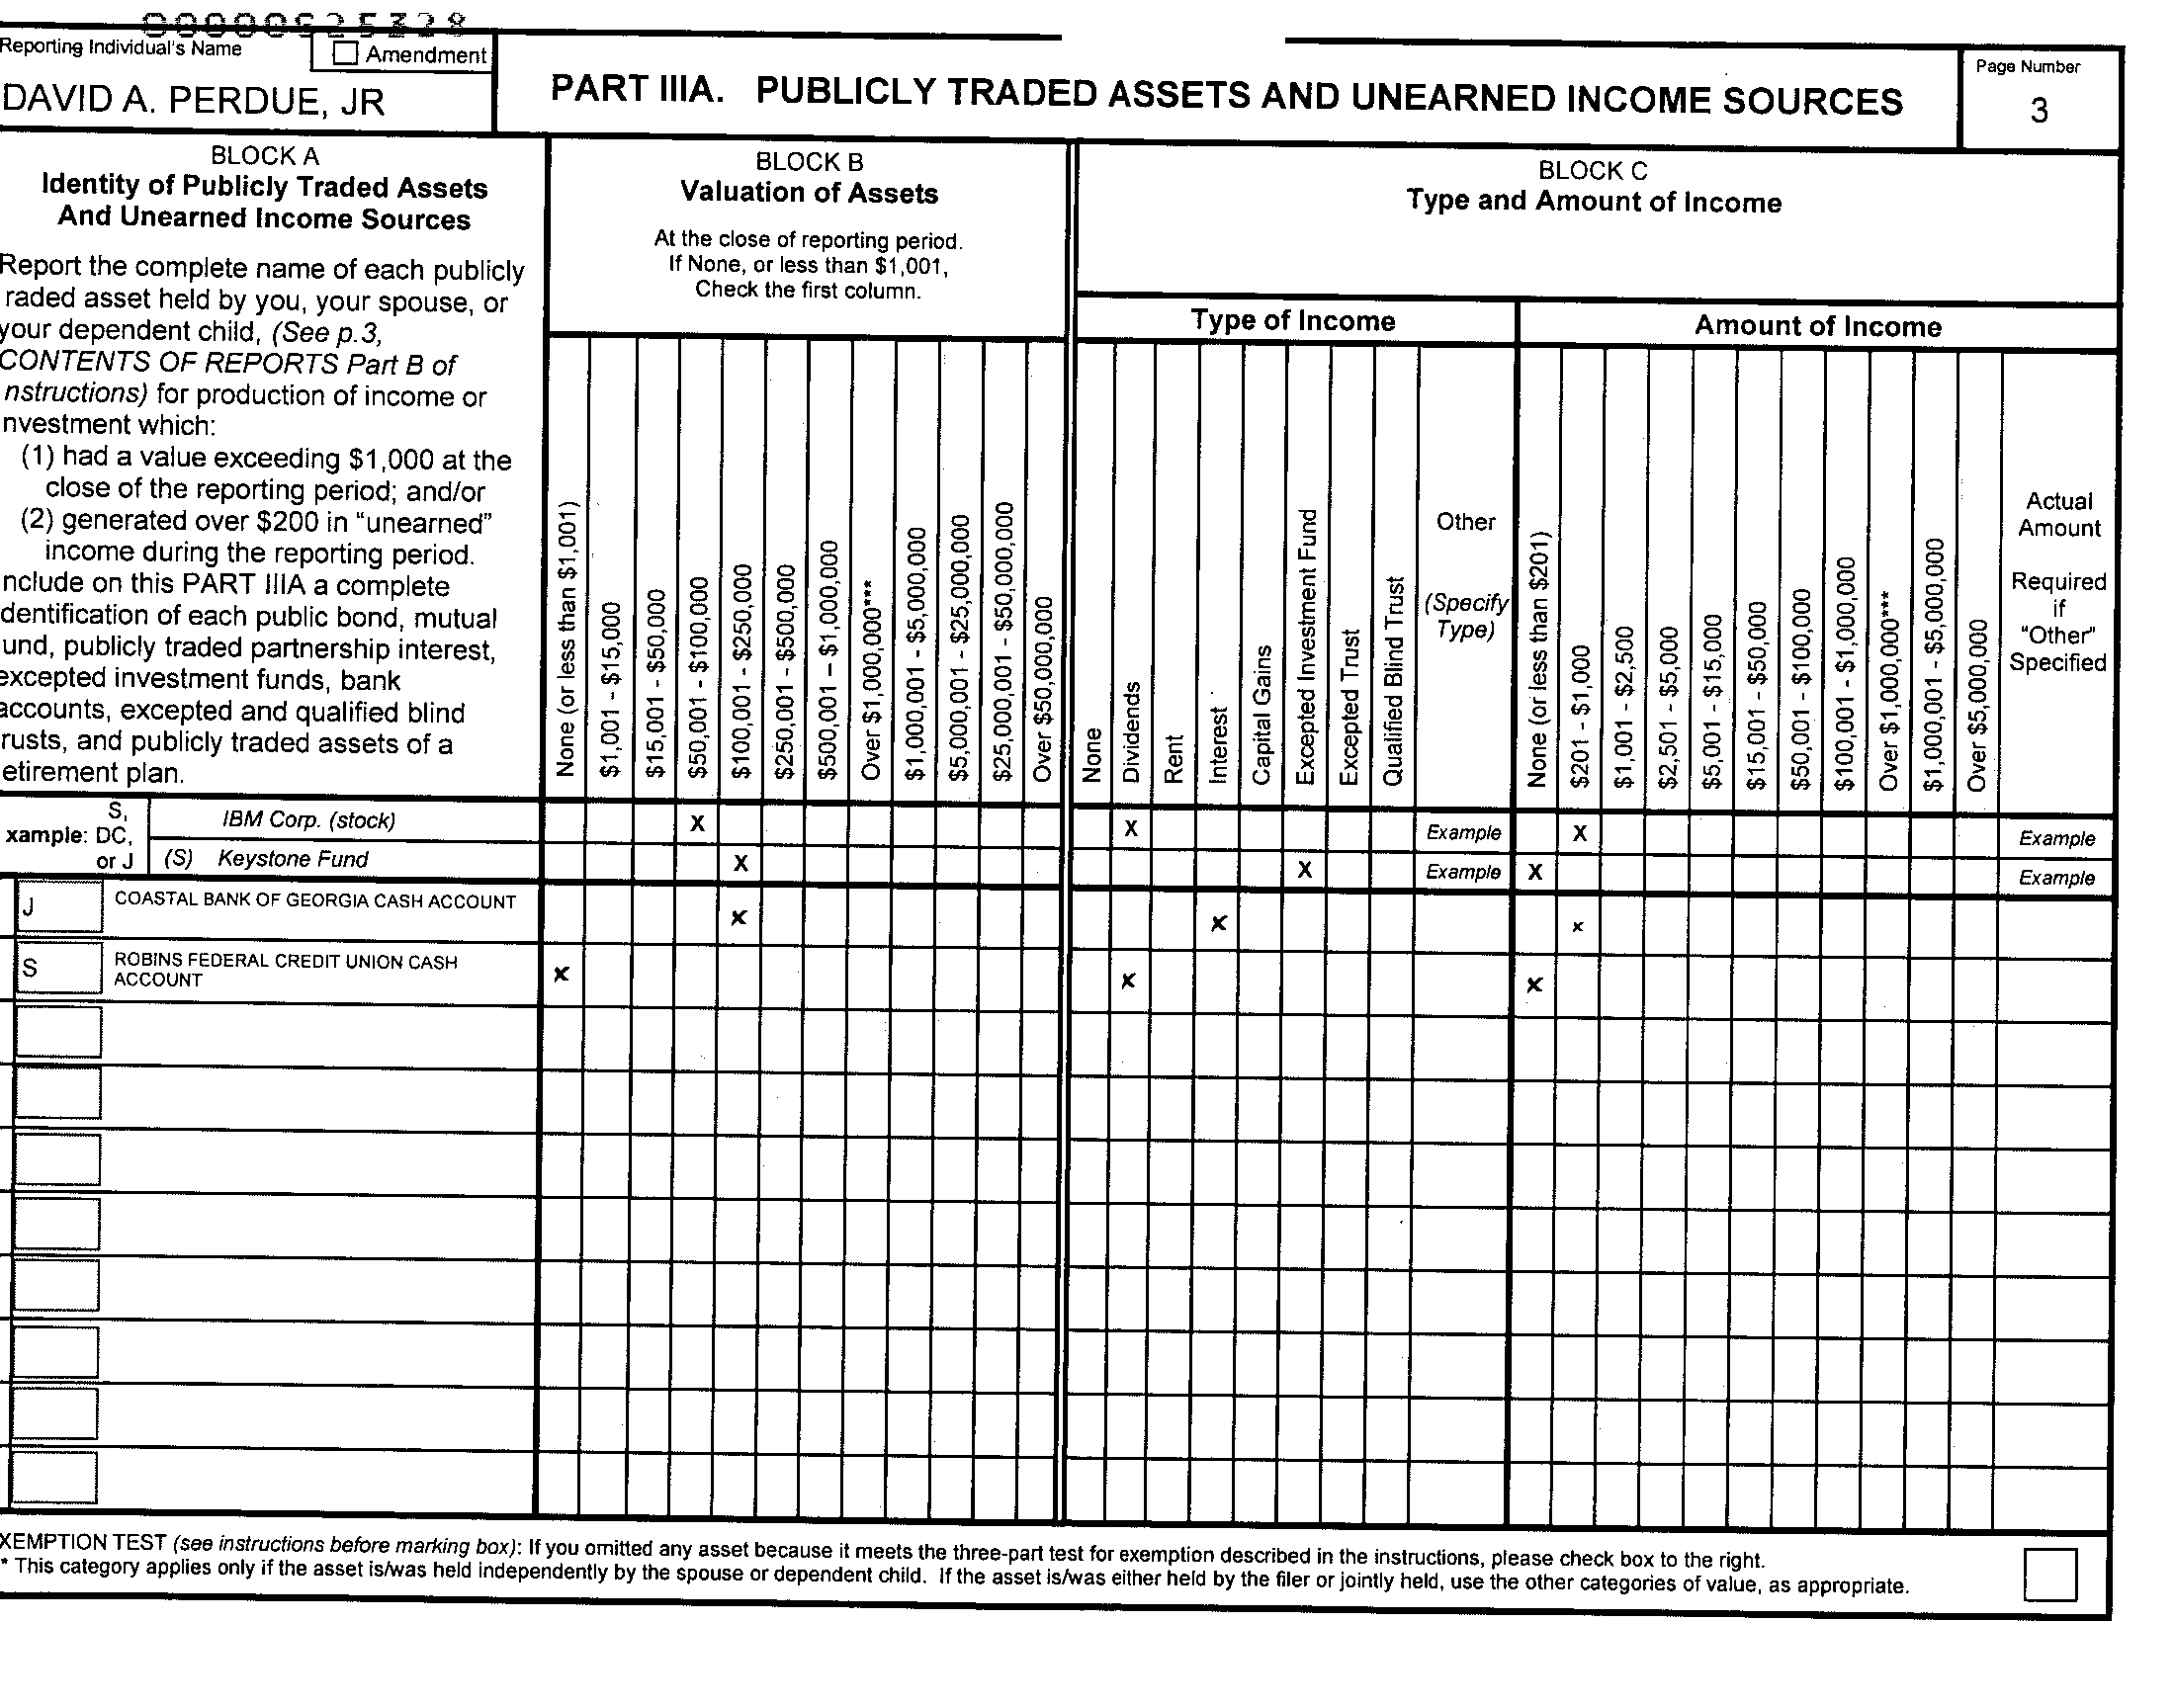 00000525328
Reporting Individual's Name
Amendment
DAVID A. PERDUE, JR
PART IIIA. PUBLICLY TRADED ASSETS AND UNEARNED INCOME SOURCES
Page Number
3
BLOCK A
Identity of Publicly Traded Assets
And Unearned Income Sources
Report the complete name of each publicly
raded asset held by you, your spouse, or
your dependent child, (See p.3,
CONTENTS OF REPORTS Part B of
nstructions) for production of income or
nvestment which:
(1) had a value exceeding $1,000 at the
close of the reporting period; and/or
(2) generated over $200 in “unearned”
income during the reporting period.
nclude on this PART IIIA a complete
dentification of each public bond, mutual
und, publicly traded partnership interest,
excepted investment funds, bank
accounts, excepted and qualified blind
rusts, and publicly traded assets of a
etirement plan.
BLOCK B
Valuation of Assets
At the close of reporting period.
If None, or less than $1,001,
Check the first column.
None (or less than $1,001)
$1,001 - $15,000
$15,001 - $50,000
$50,001 - $100,000
$100,001 - $250,000
$250,001 - $500,000
$500,001 – $1,000,000
Over $1,000,000***
$1,000,001 - $5,000,000
$5,000,001 - $25,000,000
$25,000,001 - $50,000,000
Over $50,000,000
BLOCK C
Type and Amount of Income
Type of Income
None
Dividends
Rent
Interest
Capital Gains
Excepted Investment Fund
Excepted Trust
Qualified Blind Trust
Other
(Specify
Type)
Amount of Income
None (or less than $201)
$201 - $1,000
$1,001 - $2,500
$2,501 - $5,000
$5,001 - $15,000
$15,001 - $50,000
$50,001 - $100,000
$100,001 - $1,000,000
Over $1,000,000***
$1,000,001 - $5,000,000
Over $5,000,000
Actual
Amount
Required
if
"Other"
Specified
xample:
S,
DC,
or J
IBM Corp. (stock) X X Example X Example
(S) Keystone Fund X X Example X Example
J COASTAL BANK OF GEORGIA CASH ACCOUNT x x x
S ROBINS FEDERAL CREDIT UNION CASH
ACCOUNT x x x
XEMPTION TEST (see instructions before marking box): If you omitted any asset because it meets the three-part test for exemption described in the instructions, please check box to the right.
* This category applies only if the asset is/was held independently by the spouse or dependent child. If the asset is/was either held by the filer or jointly held, use the other categories of value, as appropriate.